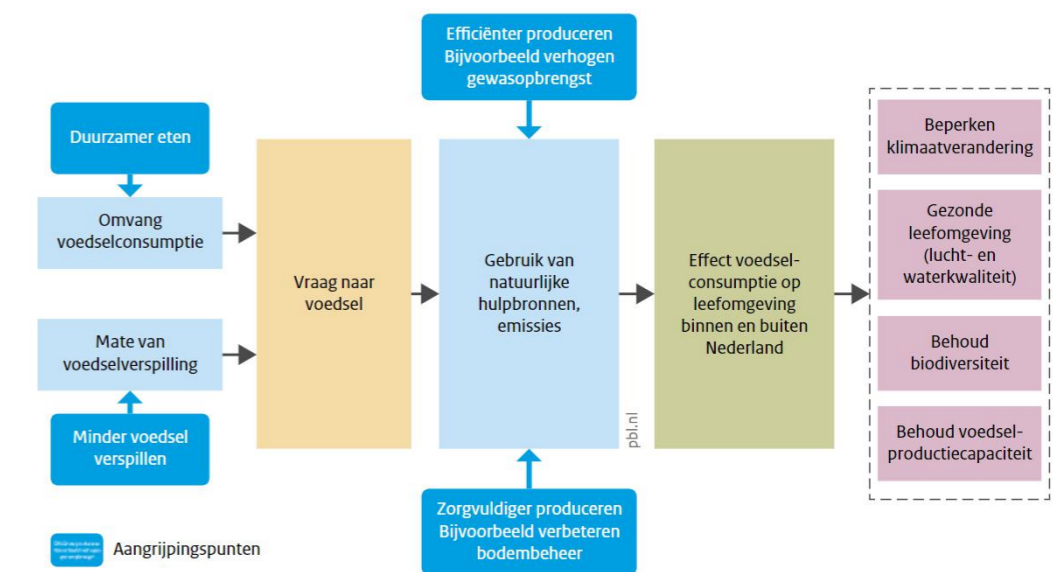 Efficiënter produceren
Bijvoorbeeld verhogen
gewasopbrengst
Duurzamer eten
Omvang
voedselconsumptie
Mate van
voedselverspilling
Minder voedsel
verspillen
Vraag naar
voedsel
Gebruik van
natuurlijke
hulpbronnen,
emissies
Zorgvuldiger produceren
Bijvoorbeeld verbeteren
bodembeheer
pbl.nl
Effect voedsel-
consumptie op
leefomgeving
binnen en buiten
Nederland
Beperken
klimaatverandering
Gezonde
leefomgeving
(lucht- en
waterkwaliteit)
Behoud
biodiversiteit
Behoud voedsel-
productiecapaciteit
Aangrijpingspunten